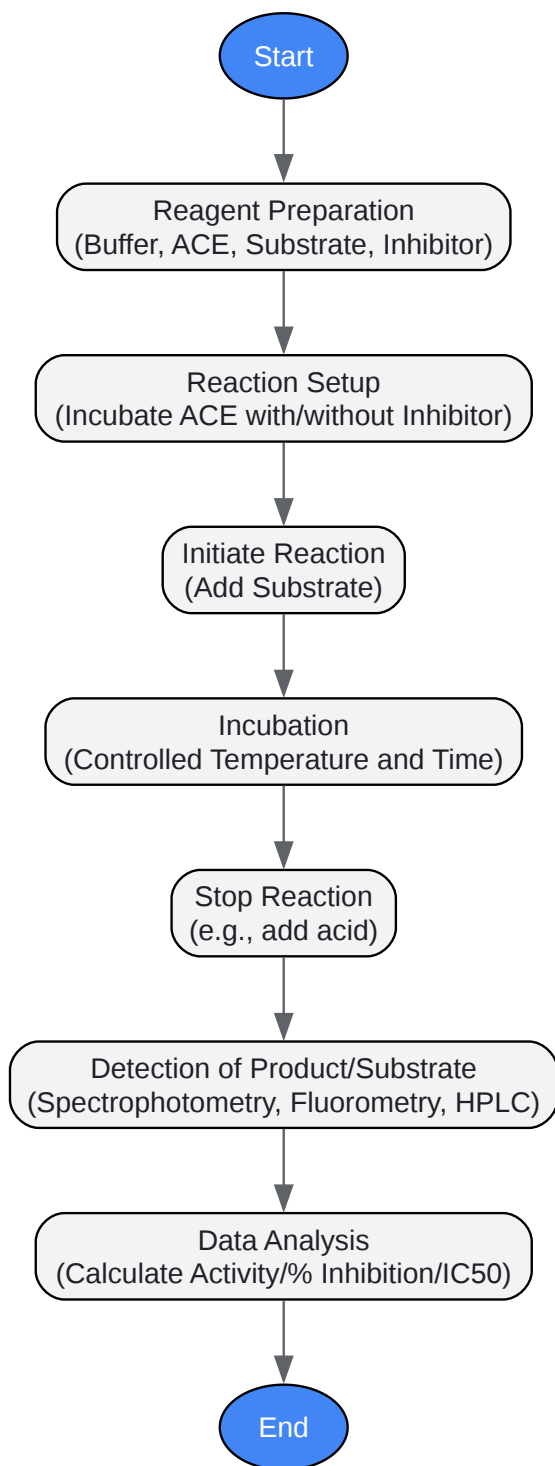 Start
Reagent Preparation
(Buffer, ACE, Substrate, Inhibitor)
Reaction Setup
(Incubate ACE with/without Inhibitor)
Initiate Reaction
(Add Substrate)
Incubation
(Controlled Temperature and Time)
Stop Reaction
(e.g., add acid)
Detection of Product/Substrate
(Spectrophotometry, Fluorometry, HPLC)
Data Analysis
(Calculate Activity/% Inhibition/IC50)
End